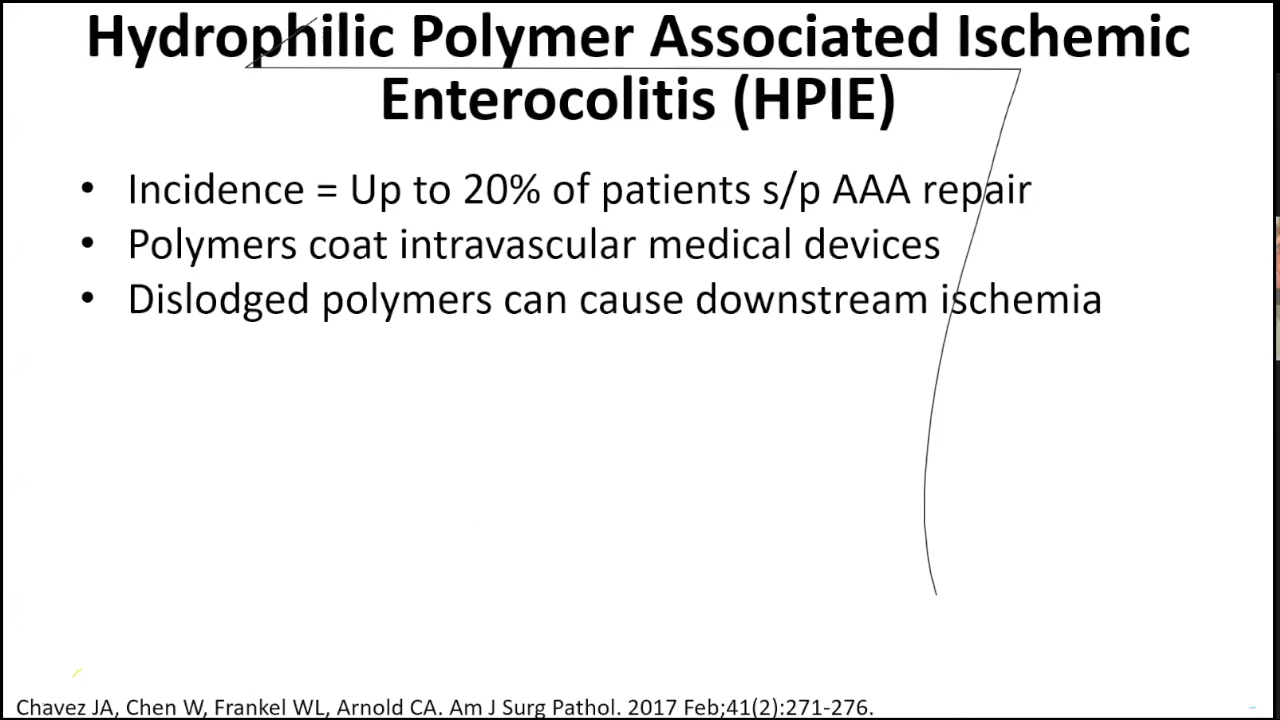 Hydrophilic Polymer Associated Ischemic
Enterocolitis (HPIE)
• Incidence = Up to 20% of patients s/p AAA repair
• Polymers coat intravascular medical devices
• Dislodged polymers can cause downstream ischemia
Chavez JA, Chen W, Frankel WL, Arnold CA. Am J Surg Pathol. 2017 Feb;41(2):271-276.